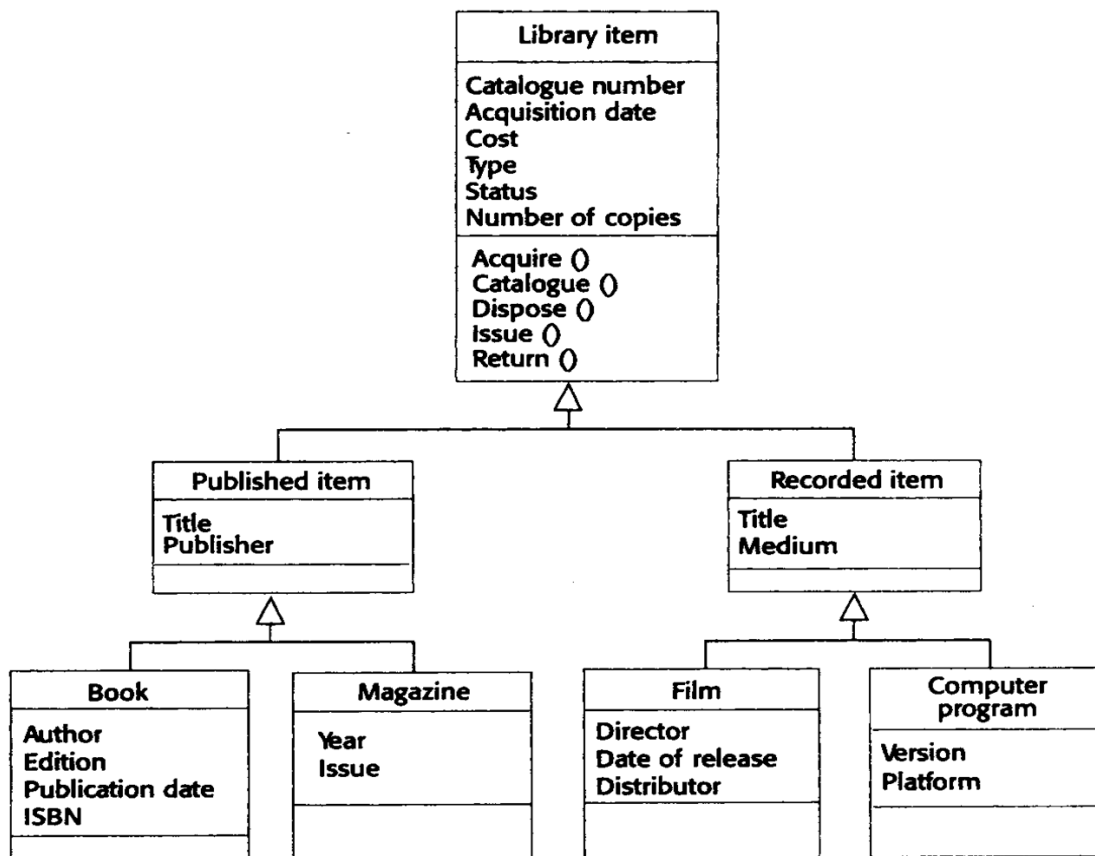 Library item
Catalogue number
Acquisition date
Cost
Type
Status
Number of copies
Acquire ()
Catalogue ()
Dispose ()
Issue ()
Return ()
Published item
Title
Publisher
Recorded item
Title
Medium
Book
Author
Edition
Publication date
ISBN
Magazine
Year
Issue
Film
Director
Date of release
Distributor
Computer
program
Version
Platform